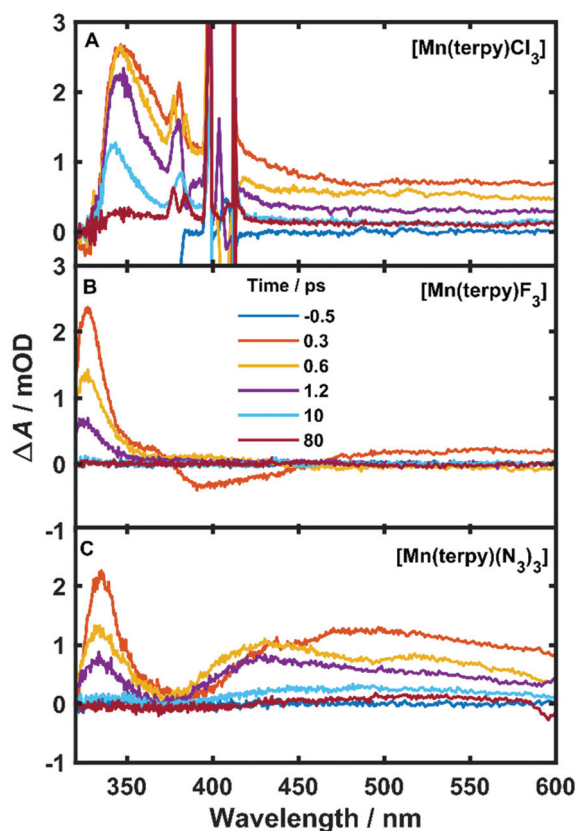 A
[Mn(terpy)Cl₃]
3
2
1
0
B
[Mn(terpy)F₃]
Time / ps
-0.5
0.3
0.6
1.2
10
80
3
2
1
0
-1
ΔA / mOD
C
[Mn(terpy)(N₃)₃]
2
1
0
-1
350 400 450 500 550 600
Wavelength / nm